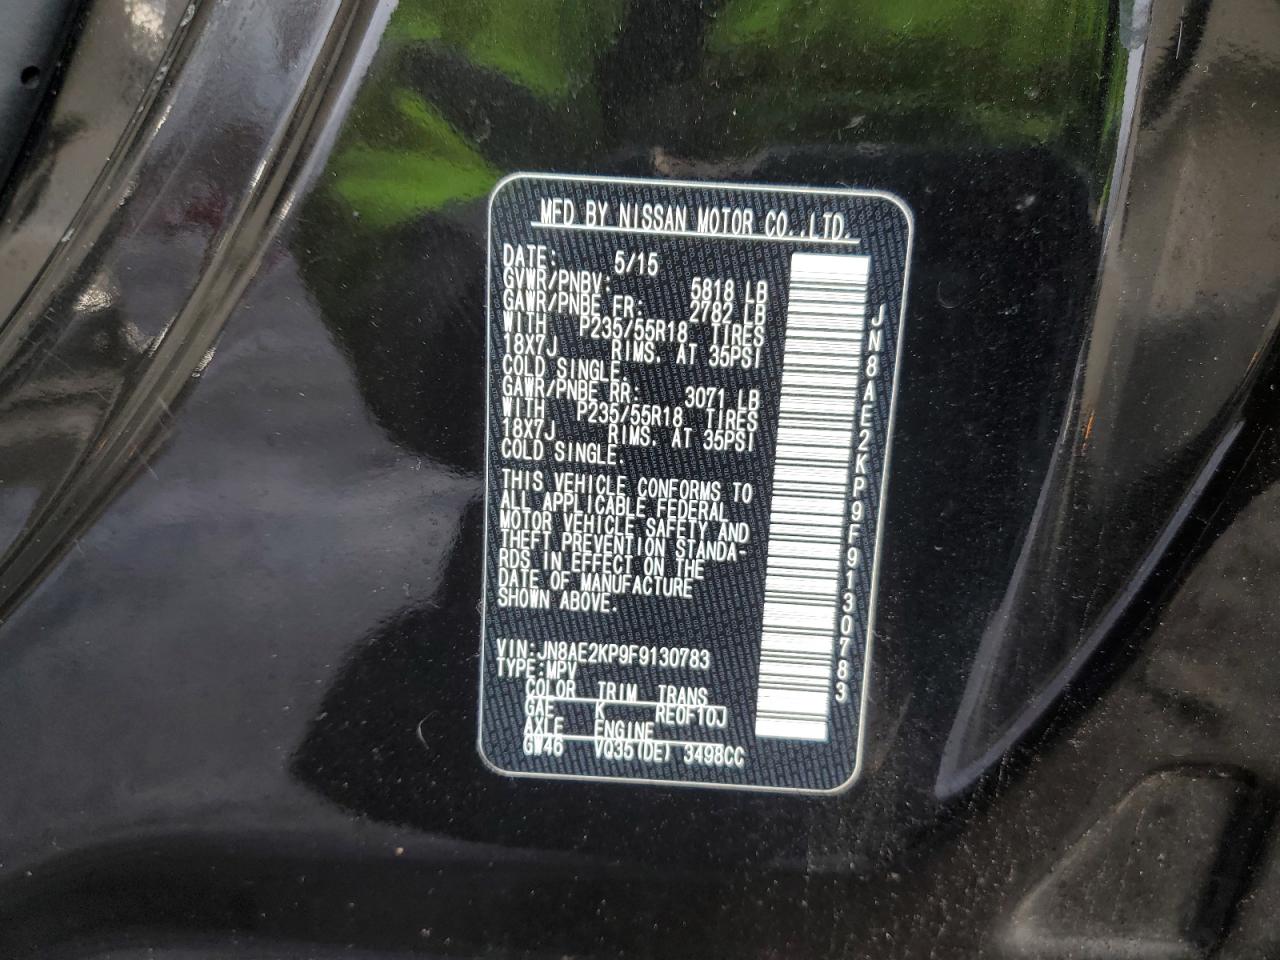 MFD BY NISSAN MOTOR CO.,LTD.
DATE: 5/15
GVWR/PNBV: 5818 LB
GAWR/PNBE FR: 2782 LB
WITH P235/55R18 TIRES
18X7J RIMS. AT 35PSI
COLD SINGLE.
GAWR/PNBE RR: 3071 LB
WITH P235/55R18 TIRES
18X7J RIMS. AT 35PSI
COLD SINGLE.
THIS VEHICLE CONFORMS TO
ALL APPLICABLE FEDERAL
MOTOR VEHICLE SAFETY AND
THEFT PREVENTION STANDA-
RDS IN EFFECT ON THE
DATE OF MANUFACTURE
SHOWN ABOVE.
VIN:JN8AE2KP9F9130783
TYPE:MPV
COLOR TRIM TRANS
GAE K RE0F10J
AXLE ENGINE
GW46 VQ35(DE) 3498CC
JN8AE2KP9F9130783